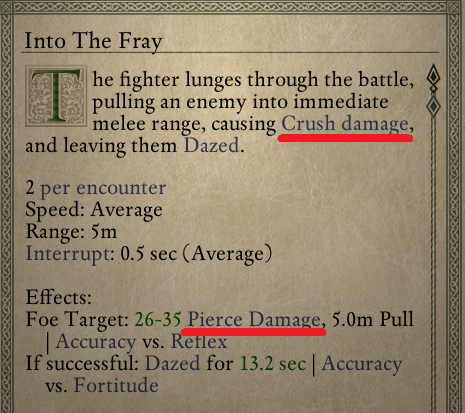 Into The Fray
The fighter lunges through the battle,
pulling an enemy into immediate
melee range, causing Crush damage,
and leaving them Dazed.
2 per encounter
Speed: Average
Range: 5m
Interrupt: 0.5 sec (Average)
Effects:
Foe Target: 26-35 Pierce Damage, 5.0m Pull
| Accuracy vs. Reflex
If successful: Dazed for 13.2 sec | Accuracy
vs. Fortitude